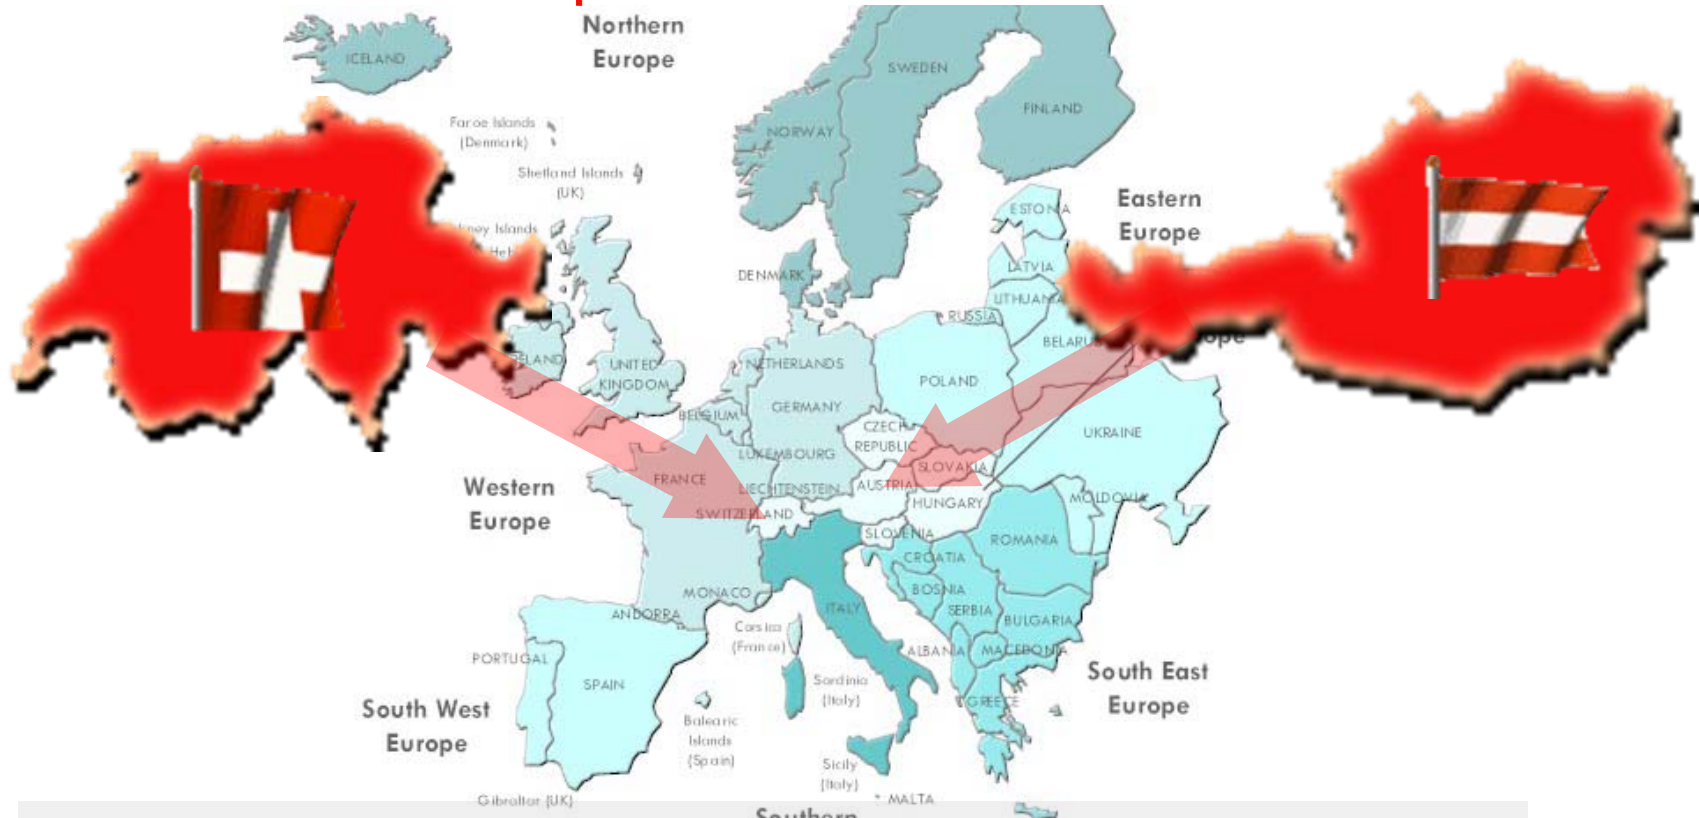 Northern
Europe
ICELAND
SWEDEN
FINLAND
NORWAY
Faroe Islands
(Denmark)
Shetland Islands
(UK)
Eastern
Europe
ESTONIA
DENMARK
LATVIA
LITHUANIA
RUSSIA
POLAND
UNITED
KINGDOM
NETHERLANDS
GERMANY
BELGIUM
CZECH
REPUBLIC
UKRAINE
LUXEMBOURG
SLOVAKIA
FRANCE
LIECHTENSTEIN
AUSTRIA
HUNGARY
MOLDOVIA
Western
Europe
SWITZERLAND
SLOVENIA
ROMANIA
CROATIA
MONACO
BOSNIA
ANDORRA
ITALY
SERBIA
BULGARIA
Corsica
(France)
ALBANIA
MACEDONIA
PORTUGAL
SPAIN
Sardinia
(Italy)
GREECE
South East
Europe
South West
Europe
Balearic
Islands
(Spain)
Sicily
(Italy)
Gibraltar (UK)
MALTA
Southern